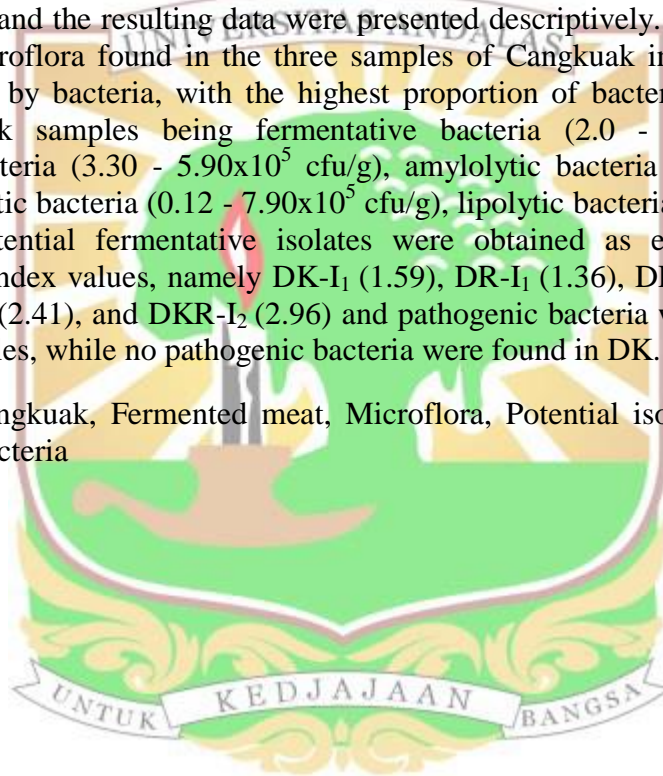 and the resulting data were presented descriptively.
UNIVERSITAS ANDALAS
roflora found in the three samples of Cangkuak in
by bacteria, with the highest proportion of bacter
k samples being fermentative bacteria (2.0 -
teria (3.30 - 5.90x10⁵ cfu/g), amylolytic bacteria
tic bacteria (0.12 - 7.90x10⁵ cfu/g), lipolytic bacteria
tential fermentative isolates were obtained as e
ndex values, namely DK-I₁ (1.59), DR-I₁ (1.36), D
(2.41), and DKR-I₂ (2.96) and pathogenic bacteria w
les, while no pathogenic bacteria were found in DK.
ngkuak, Fermented meat, Microflora, Potential iso
cteria
UNTUK KEDJAJAAN BANGSA